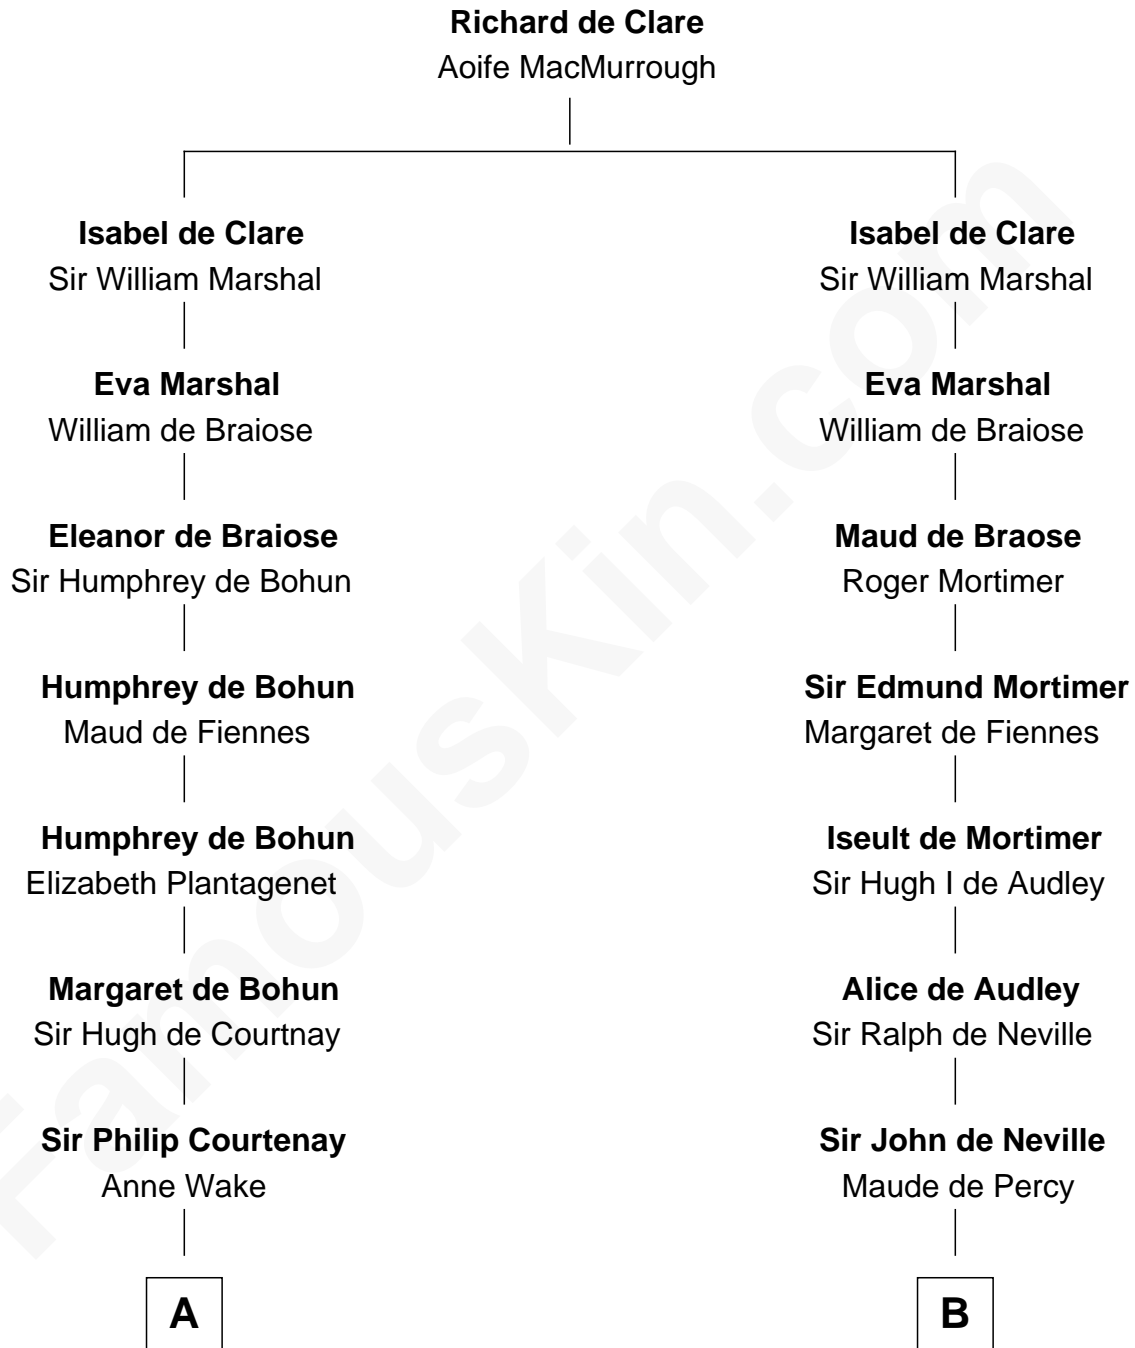 Richard de Clare
Aoife MacMurrough
Isabel de Clare
Sir William Marshal
Eva Marshal
William de Braiose
Eleanor de Braiose
Sir Humphrey de Bohun
Humphrey de Bohun
Maud de Fiennes
Humphrey de Bohun
Elizabeth Plantagenet
Margaret de Bohun
Sir Hugh de Courtnay
Sir Philip Courtenay
Anne Wake
A
Isabel de Clare
Sir William Marshal
Eva Marshal
William de Braiose
Maud de Braose
Roger Mortimer
Sir Edmund Mortimer
Margaret de Fiennes
Iseult de Mortimer
Sir Hugh I de Audley
Alice de Audley
Sir Ralph de Neville
Sir John de Neville
Maude de Percy
B
FamousKin.com